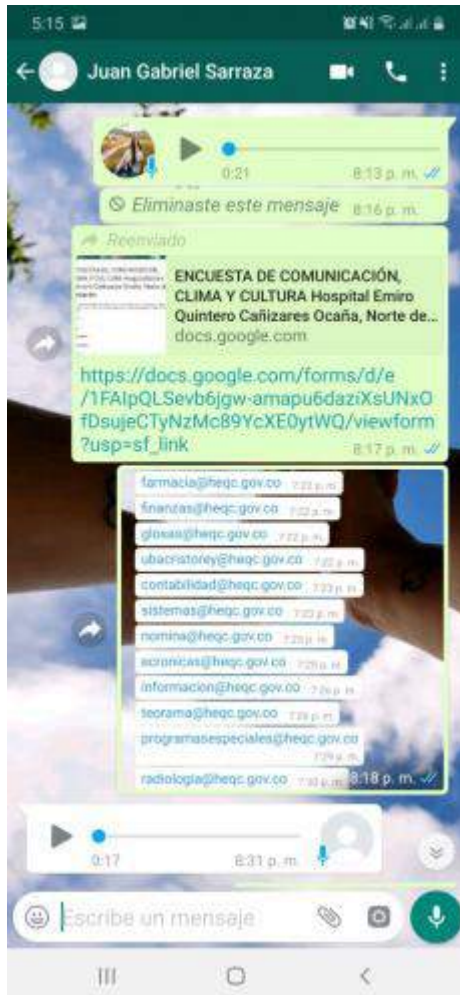 5:15
Juan Gabriel Sarraza
0:21 8:13 p. m.
Eliminaste este mensaje 8:16 p. m.
Reenviado
ENCUESTA DE COMUNICACIÓN,
CLIMA Y CULTURA Hospital Emiro
Quintero Cañizares Ocaña, Norte de...
docs.google.com
https://docs.google.com/forms/d/e
/1FAIpQLSevb6jgw-amapu6daziXsUNxO
fDsujeCTyNzMc89YcXE0ytWQ/viewform
?usp=sf_link
8:17 p. m.
farmacia@heqc.gov.co
finanzas@heqc.gov.co
glosas@heqc.gov.co
ubacristorey@heqc.gov.co
contabilidad@heqc.gov.co
sistemas@heqc.gov.co
nomina@heqc.gov.co
acronicas@heqc.gov.co
informacion@heqc.gov.co
teorama@heqc.gov.co
programasespeciales@heqc.gov.co
radiologia@heqc.gov.co 8:18 p. m.
0:17 8:31 p. m.
Escribe un mensaje